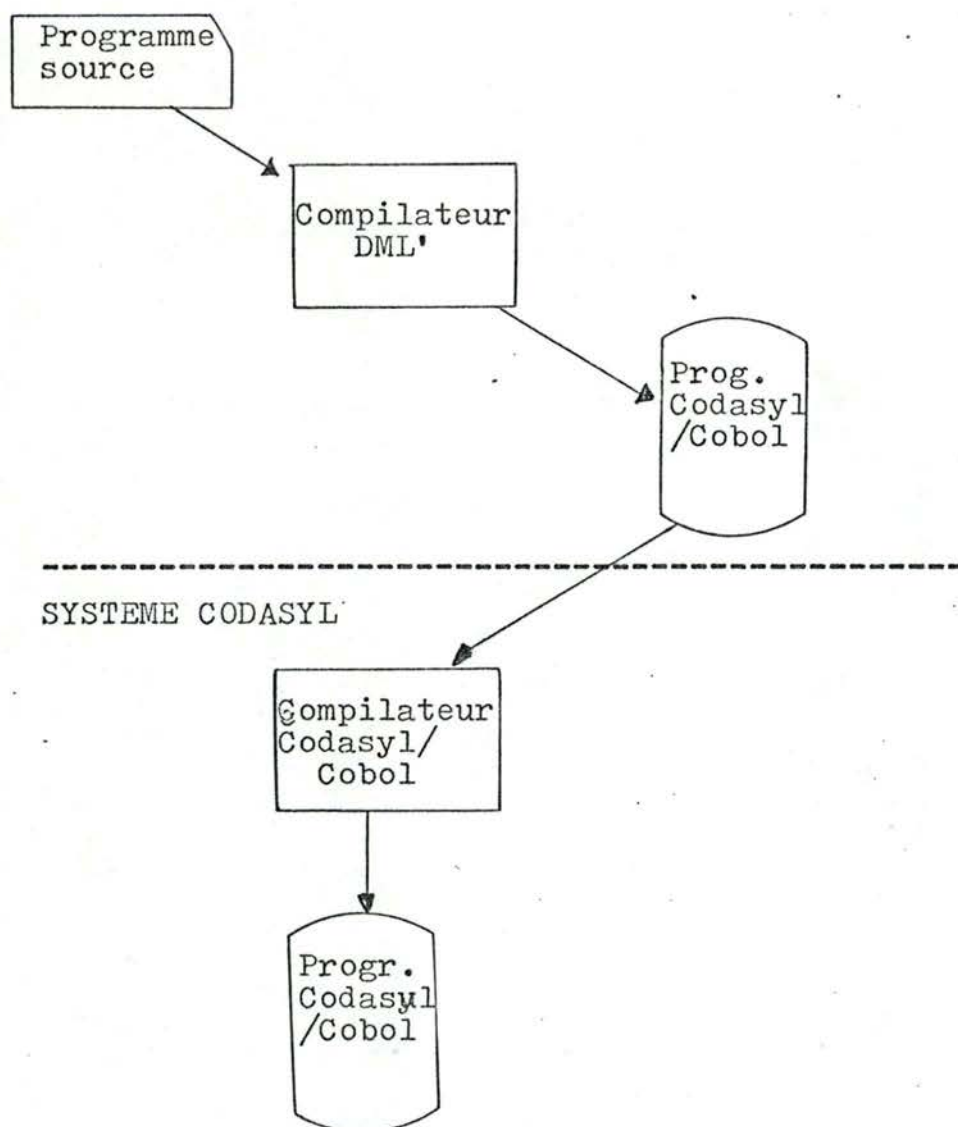 Programme
source
Compilateur
DML'
Prog.
Codasyl
/Cobol
SYSTEME CODASYL
Compilateur
Codasyl/
Cobol
Progr.
Codasyl
/Cobol